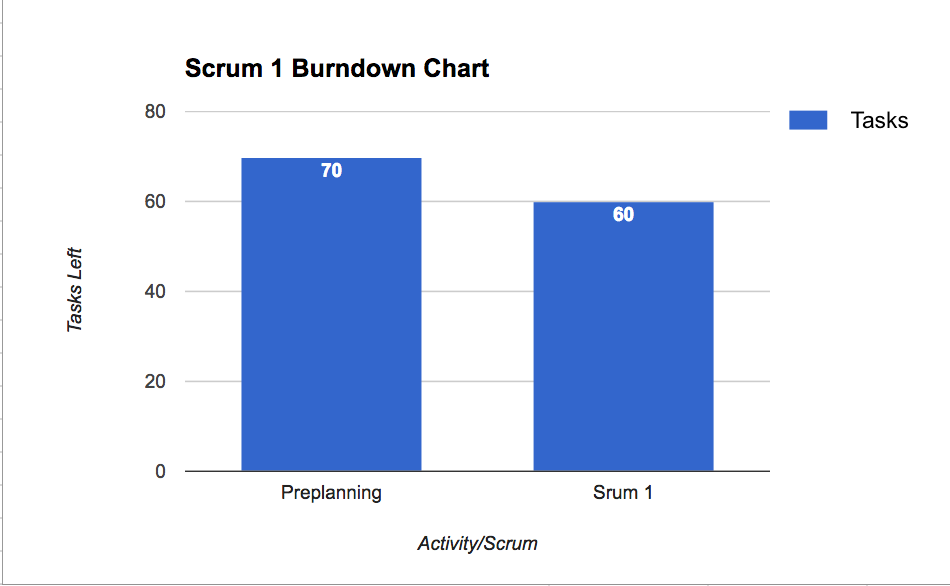 Scrum 1 Burndown Chart
80
Tasks
70
60
60
40
Tasks Left
20
0
Preplanning
Srum 1
Activity/Scrum